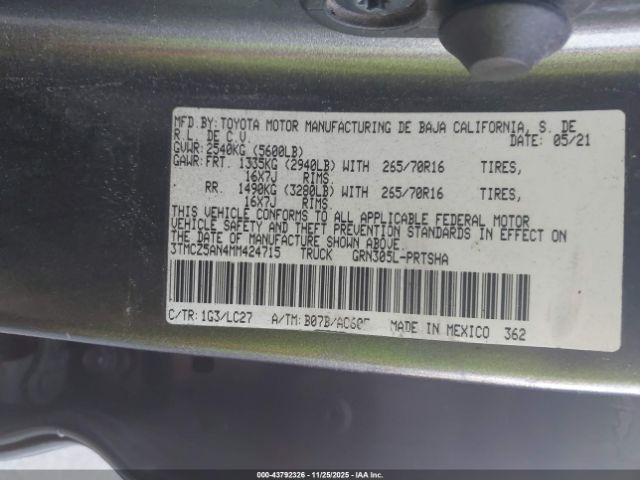 MFD.BY: TOYOTA MOTOR MANUFACTURING DE BAJA CALIFORNIA, S. DE
R.L. DE C.V. DATE: 05/21
GVWR: 2540KG (5600LB)
GAWR: FRT. 1335KG (2940LB) WITH 265/70R16 TIRES,
16X7J RIMS.
RR. 1490KG (3280LB) WITH 265/70R16 TIRES,
16X7J RIMS.
THIS VEHICLE CONFORMS TO ALL APPLICABLE FEDERAL MOTOR
VEHICLE SAFETY AND THEFT PREVENTION STANDARDS IN EFFECT ON
THE DATE OF MANUFACTURE SHOWN ABOVE.
3TMCZ5AN4MM424715 TRUCK GRN305L-PRTSHA
C/TR: 1G3/LC27 A/TM: B07B/AC60F MADE IN MEXICO 362
000-43792326 - 11/25/2025 - IAAI.COM